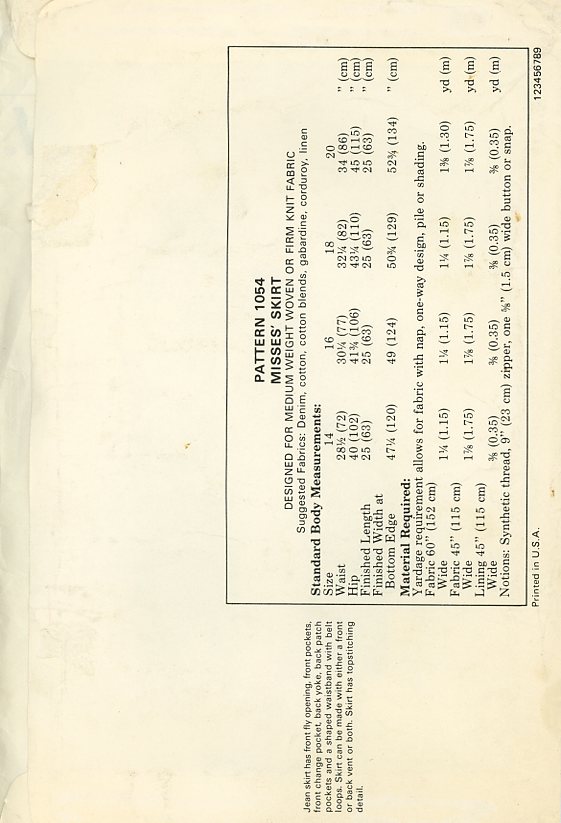 Jean skirt has front fly opening, front pockets,
front change pocket, back yoke, back patch
pockets and a shaped waistband with belt
loops. Skirt can be made with either a front
or back vent or both. Skirt has topstitching
detail.
PATTERN 1054
MISSES' SKIRT
DESIGNED FOR MEDIUM WEIGHT WOVEN OR FIRM KNIT FABRIC
Suggested Fabrics: Denim, cotton, cotton blends, gabardine, corduroy, linen
Standard Body Measurements:
Size 14 16 18 20
Waist 28½ (72) 30¼ (77) 32¼ (82) 34 (86) " (cm)
Hip 40 (102) 41¾ (106) 43¼ (110) 45 (115) " (cm)
Finished Length 25 (63) 25 (63) 25 (63) 25 (63) " (cm)
Finished Width at
Bottom Edge 47¼ (120) 49 (124) 50¾ (129) 52¾ (134) " (cm)
Material Required:
Yardage requirement allows for fabric with nap, one-way design, pile or shading.
Fabric 60" (152 cm)
Wide 1¼ (1.15) 1¼ (1.15) 1¼ (1.15) 1⅜ (1.30) yd (m)
Fabric 45" (115 cm)
Wide 1⅞ (1.75) 1⅞ (1.75) 1⅞ (1.75) 1⅞ (1.75) yd (m)
Lining 45" (115 cm)
Wide ⅜ (0.35) ⅜ (0.35) ⅜ (0.35) ⅜ (0.35) yd (m)
Notions: Synthetic thread, 9" (23 cm) zipper, one ⅝" (1.5 cm) wide button or snap.
Printed in U.S.A. 123456789